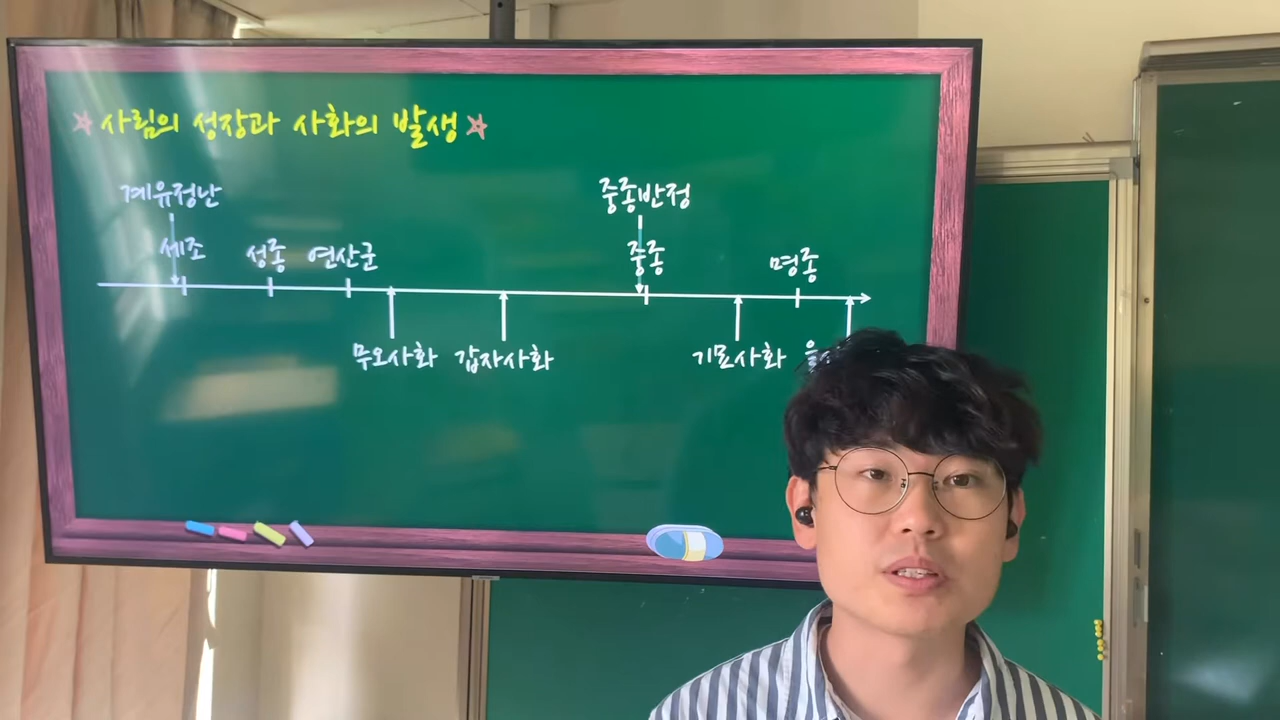 사림의 성장과 사화의 발생
계유정난 중종반정
세조 성종 연산군 중종 명종
무오사화 갑자사화 기묘사화